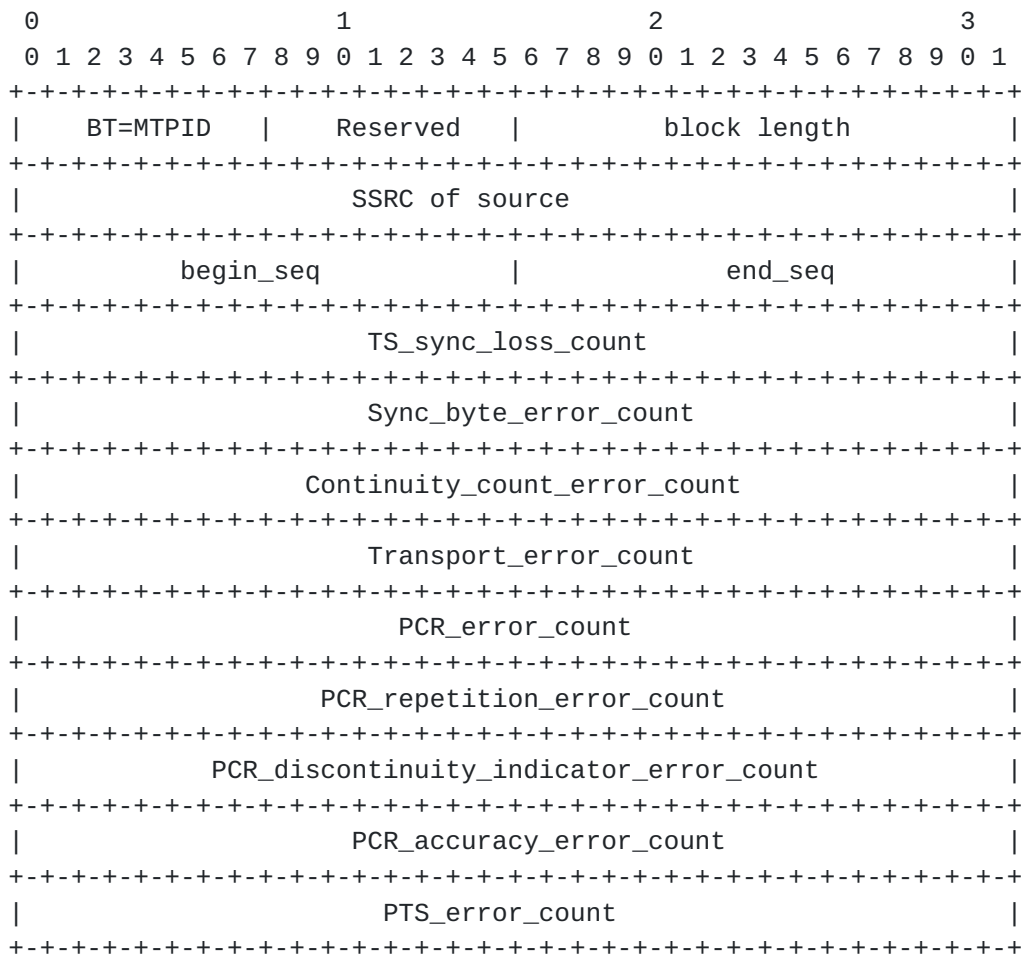 0                   1                   2                   3
 0 1 2 3 4 5 6 7 8 9 0 1 2 3 4 5 6 7 8 9 0 1 2 3 4 5 6 7 8 9 0 1
+-+-+-+-+-+-+-+-+-+-+-+-+-+-+-+-+-+-+-+-+-+-+-+-+-+-+-+-+-+-+-+-+
|    BT=MTPID   |    Reserved   |         block length          |
+-+-+-+-+-+-+-+-+-+-+-+-+-+-+-+-+-+-+-+-+-+-+-+-+-+-+-+-+-+-+-+-+
|                     SSRC of source                            |
+-+-+-+-+-+-+-+-+-+-+-+-+-+-+-+-+-+-+-+-+-+-+-+-+-+-+-+-+-+-+-+-+
|          begin_seq            |             end_seq           |
+-+-+-+-+-+-+-+-+-+-+-+-+-+-+-+-+-+-+-+-+-+-+-+-+-+-+-+-+-+-+-+-+
|                      TS_sync_loss_count                       |
+-+-+-+-+-+-+-+-+-+-+-+-+-+-+-+-+-+-+-+-+-+-+-+-+-+-+-+-+-+-+-+-+
|                      Sync_byte_error_count                    |
+-+-+-+-+-+-+-+-+-+-+-+-+-+-+-+-+-+-+-+-+-+-+-+-+-+-+-+-+-+-+-+-+
|                  Continuity_count_error_count                 |
+-+-+-+-+-+-+-+-+-+-+-+-+-+-+-+-+-+-+-+-+-+-+-+-+-+-+-+-+-+-+-+-+
|                      Transport_error_count                    |
+-+-+-+-+-+-+-+-+-+-+-+-+-+-+-+-+-+-+-+-+-+-+-+-+-+-+-+-+-+-+-+-+
|                        PCR_error_count                        |
+-+-+-+-+-+-+-+-+-+-+-+-+-+-+-+-+-+-+-+-+-+-+-+-+-+-+-+-+-+-+-+-+
|                   PCR_repetition_error_count                  |
+-+-+-+-+-+-+-+-+-+-+-+-+-+-+-+-+-+-+-+-+-+-+-+-+-+-+-+-+-+-+-+-+
|            PCR_discontinuity_indicator_error_count            |
+-+-+-+-+-+-+-+-+-+-+-+-+-+-+-+-+-+-+-+-+-+-+-+-+-+-+-+-+-+-+-+-+
|                     PCR_accuracy_error_count                  |
+-+-+-+-+-+-+-+-+-+-+-+-+-+-+-+-+-+-+-+-+-+-+-+-+-+-+-+-+-+-+-+-+
|                       PTS_error_count                         |
+-+-+-+-+-+-+-+-+-+-+-+-+-+-+-+-+-+-+-+-+-+-+-+-+-+-+-+-+-+-+-+-+